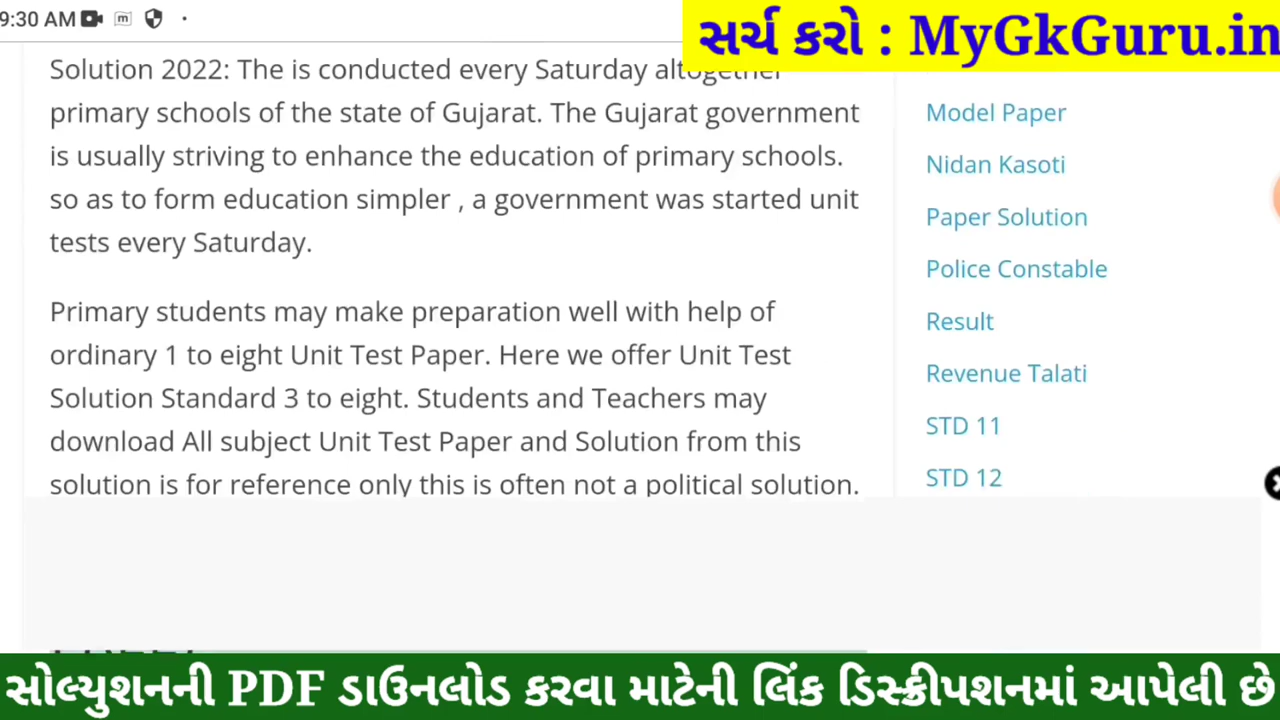 9:30 AM
સર્ચ કરો : MyGkGuru.in
Solution 2022: The is conducted every Saturday altogether
primary schools of the state of Gujarat. The Gujarat government
is usually striving to enhance the education of primary schools.
so as to form education simpler , a government was started unit
tests every Saturday.
Primary students may make preparation well with help of
ordinary 1 to eight Unit Test Paper. Here we offer Unit Test
Solution Standard 3 to eight. Students and Teachers may
download All subject Unit Test Paper and Solution from this
solution is for reference only this is often not a political solution.
Model Paper
Nidan Kasoti
Paper Solution
Police Constable
Result
Revenue Talati
STD 11
STD 12
સોલ્યુશનની PDF ડાઉનલોડ કરવા માટેની લિંક ડિસ્ક્રીપશનમાં આપેલી છે